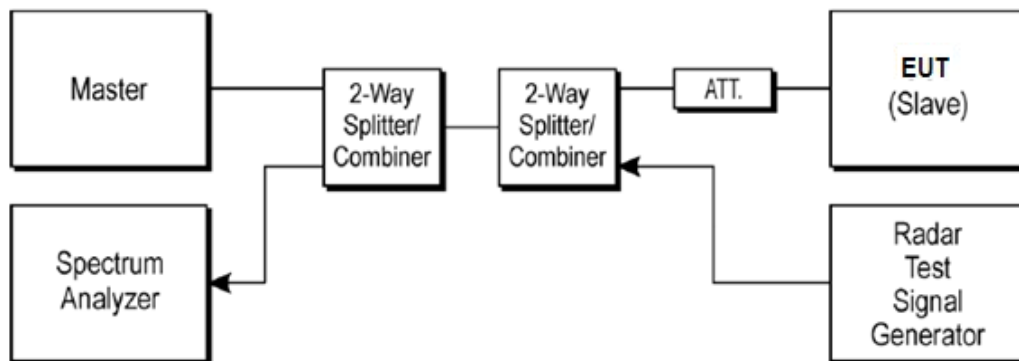 Master
2-Way
Splitter/
Combiner
2-Way
Splitter/
Combiner
ATT.
EUT
(Slave)
Spectrum
Analyzer
Radar
Test
Signal
Generator